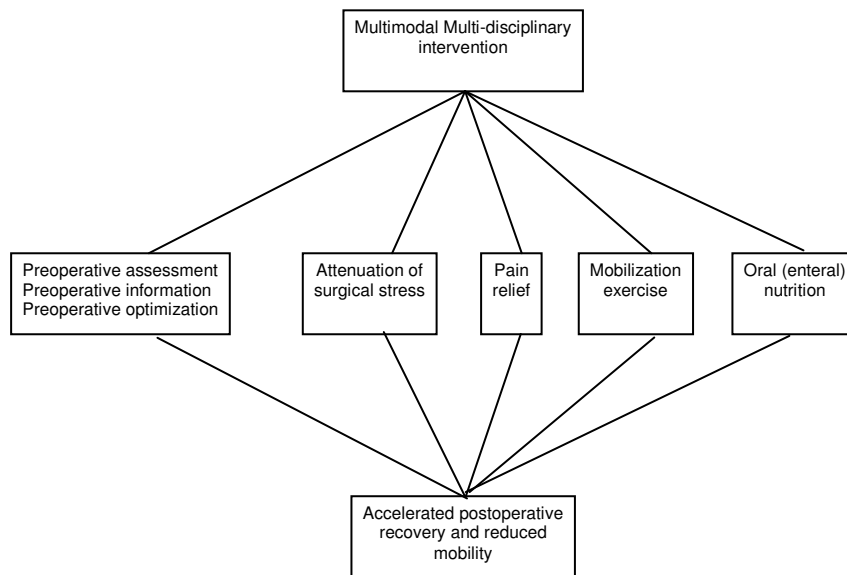 Multimodal Multi-disciplinary
intervention
Preoperative assessment
Preoperative information
Preoperative optimization
Attenuation of
surgical stress
Pain
relief
Mobilization
exercise
Oral (enteral)
nutrition
Accelerated postoperative
recovery and reduced
mobility